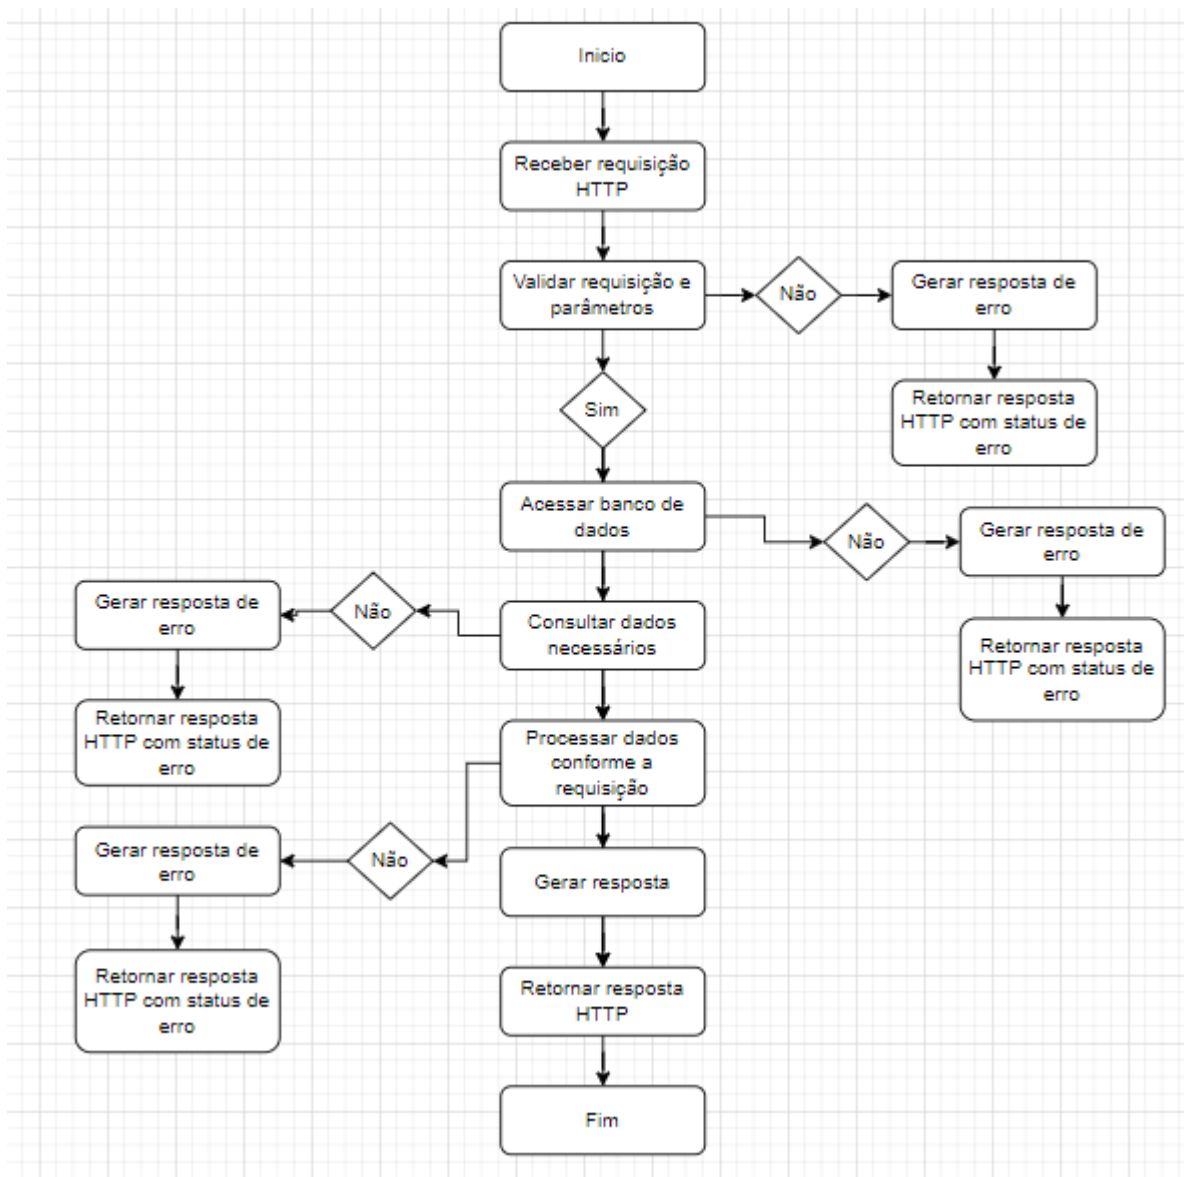 Inicio
Receber requisição
HTTP
Validar requisição e
parâmetros
Não
Gerar resposta de
erro
Retornar resposta
HTTP com status de
erro
Sim
Acessar banco de
dados
Não
Gerar resposta de
erro
Retornar resposta
HTTP com status de
erro
Consultar dados
necessários
Não
Gerar resposta de
erro
Retornar resposta
HTTP com status de
erro
Processar dados
conforme a
requisição
Não
Gerar resposta de
erro
Retornar resposta
HTTP com status de
erro
Gerar resposta
Retornar resposta
HTTP
Fim